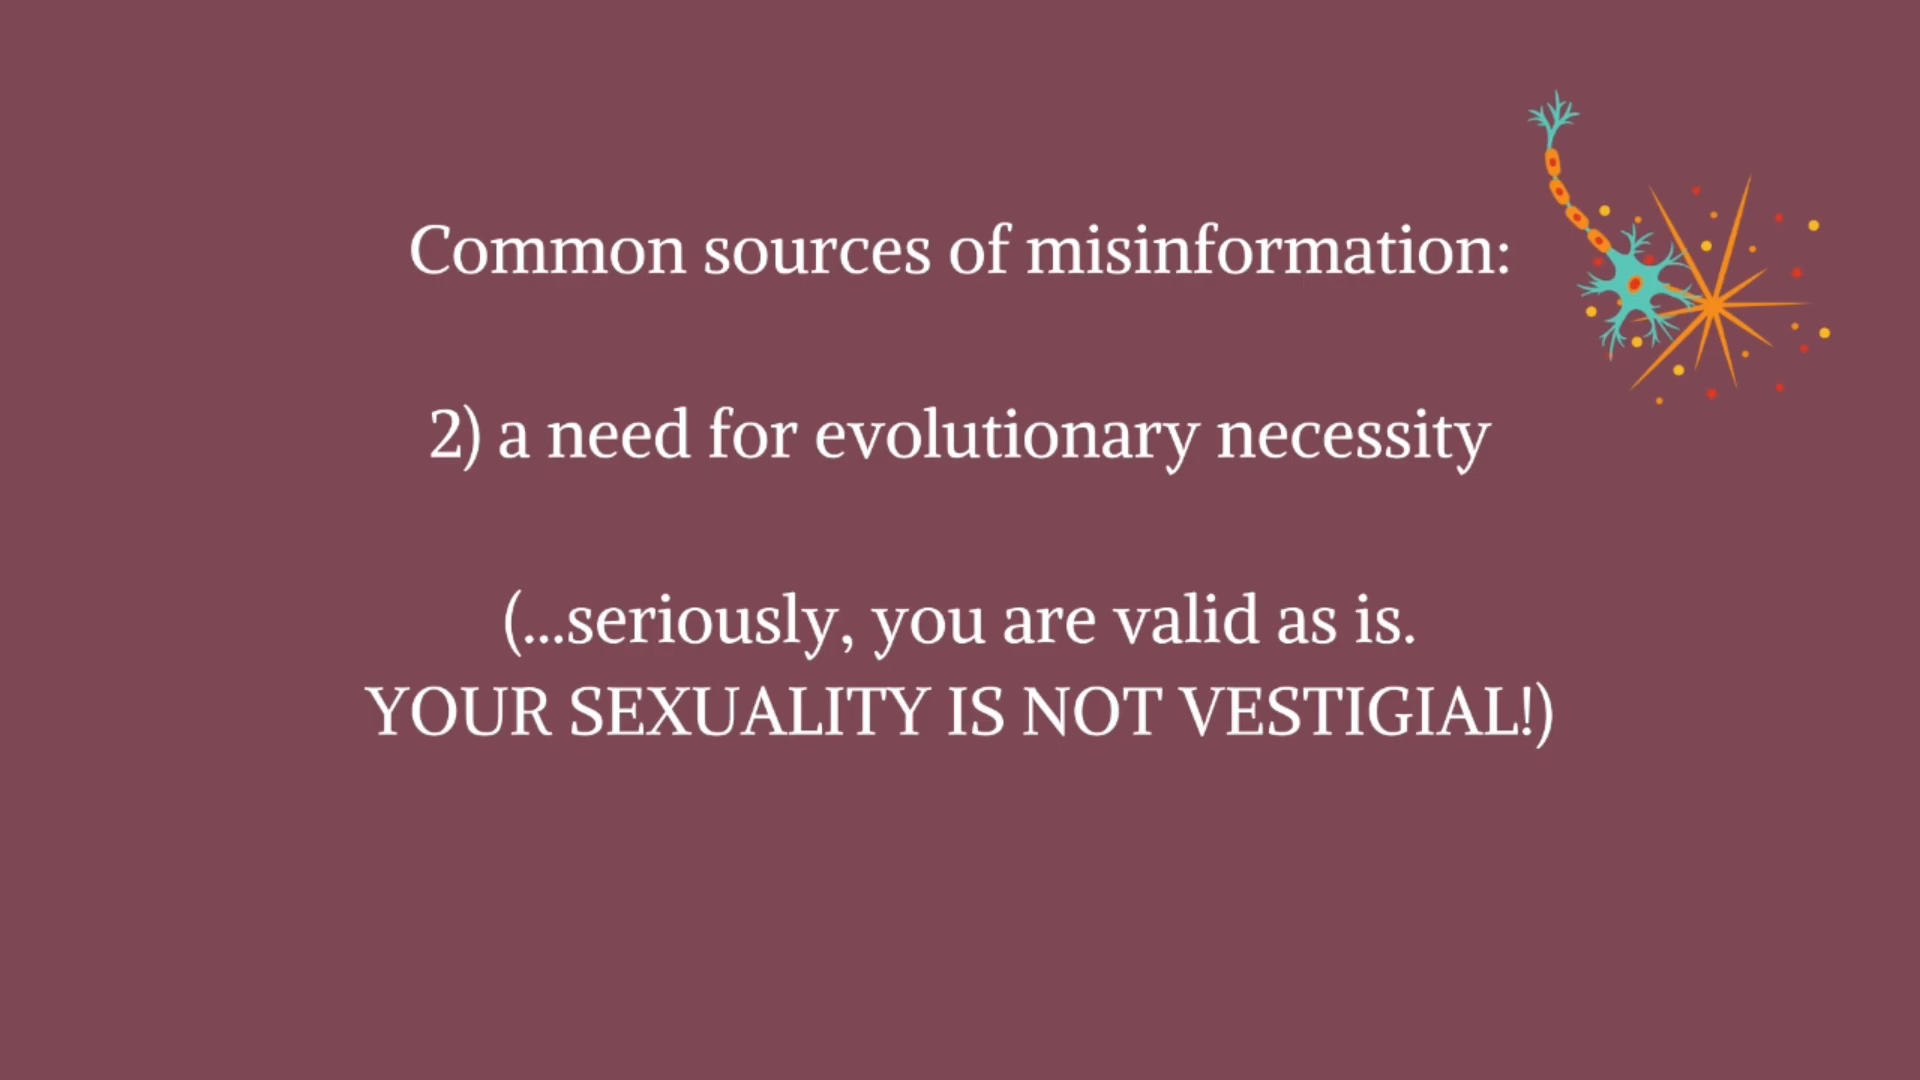 Common sources of misinformation:
2) a need for evolutionary necessity
(...seriously, you are valid as is.
YOUR SEXUALITY IS NOT VESTIGIAL!)